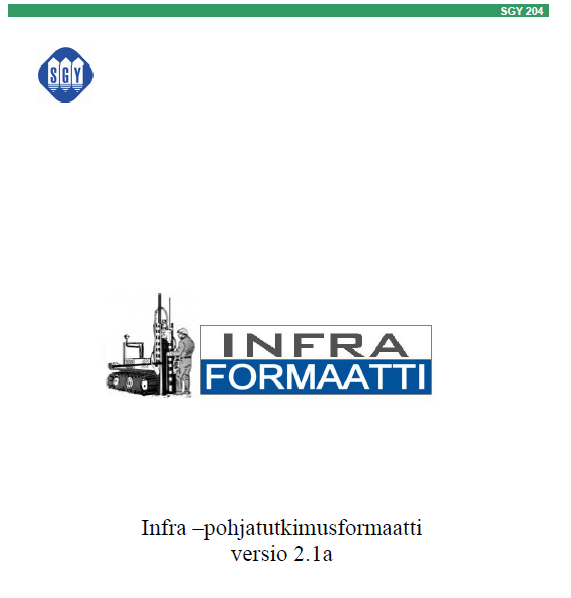 SGY 204
SGY
INFRA
FORMAATTI
Infra –pohjatutkimusformaatti
versio 2.1a